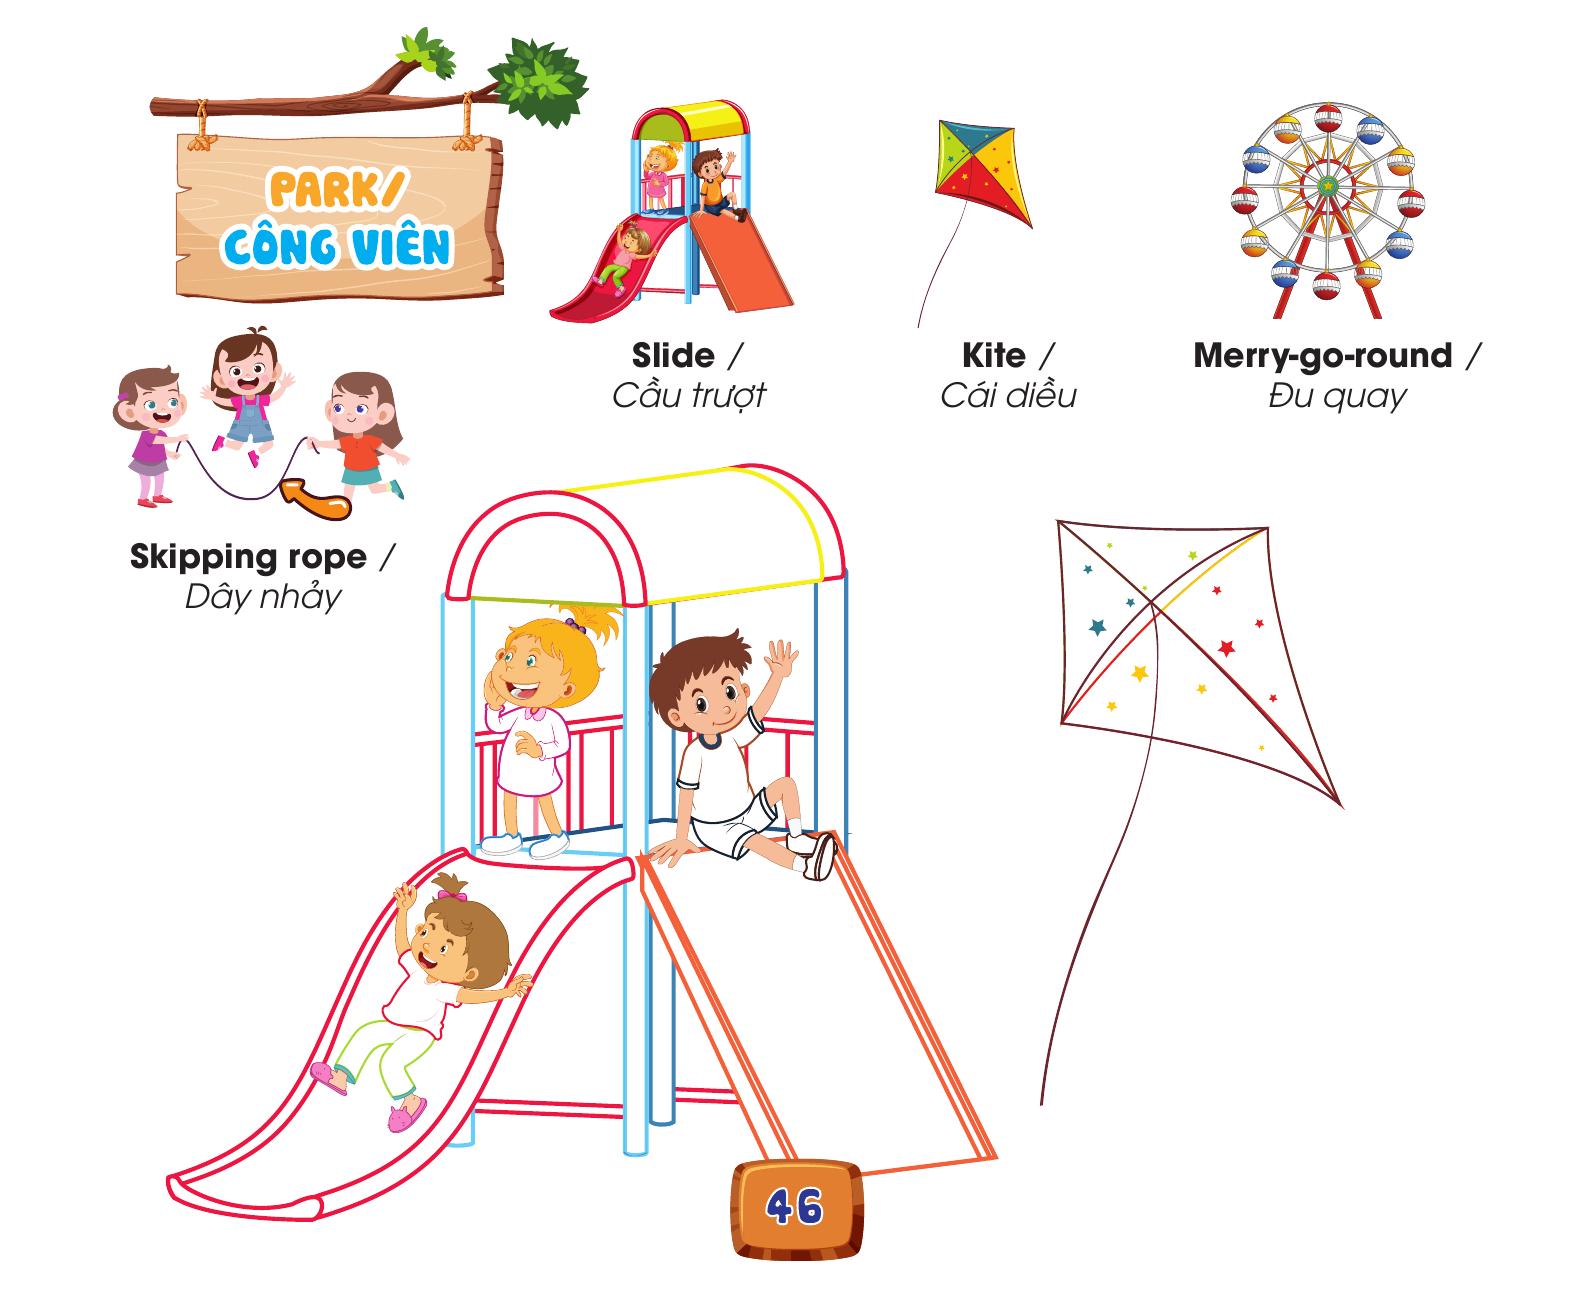 PARK/
CÔNG VIÊN
Slide /
Cầu trượt
Kite /
Cái diều
Merry-go-round /
Đu quay
Skipping rope /
Dây nhảy
46